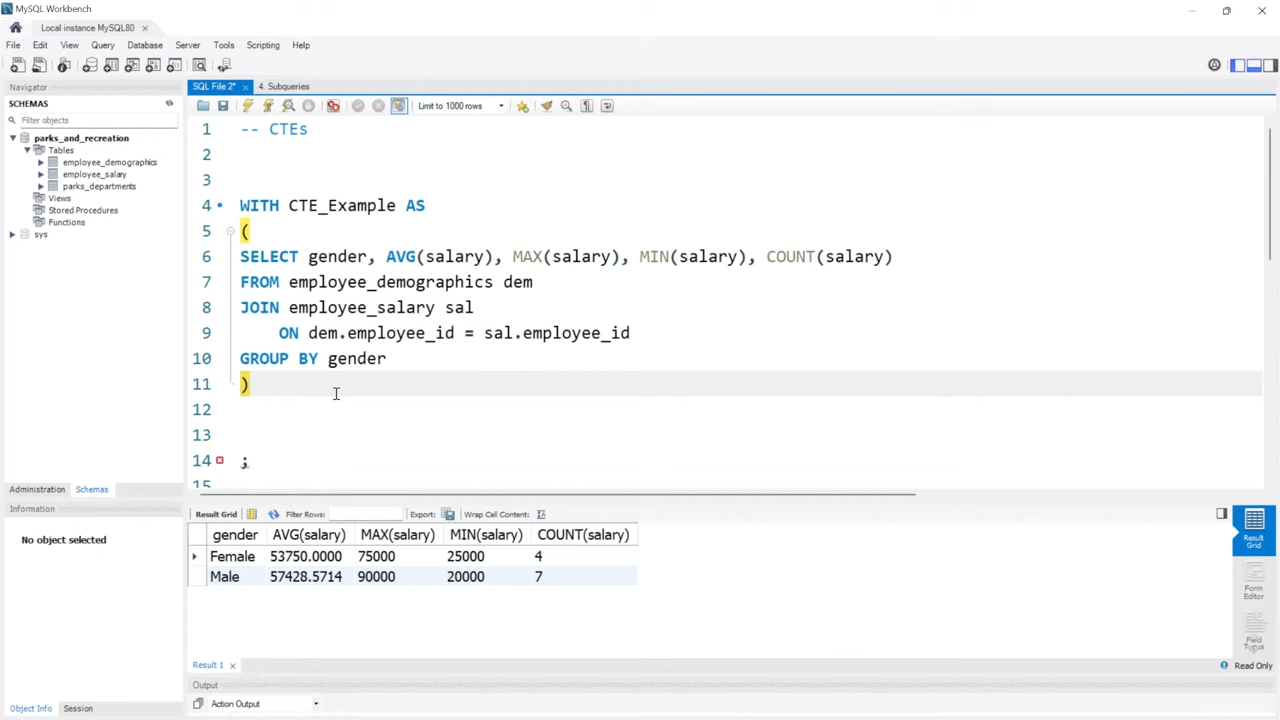 MySQL Workbench
Local instance MySQL80
File Edit View Query Database Server Tools Scripting Help
Navigator
SCHEMAS
Filter objects
parks_and_recreation
Tables
employee_demographics
employee_salary
parks_departments
Views
Stored Procedures
Functions
sys
Administration Schemas
Information
No object selected
Object Info Session
SQL File 2* 4. Subqueries
Limit to 1000 rows
1 -- CTEs
2
3
4 WITH CTE_Example AS
5 (
6 SELECT gender, AVG(salary), MAX(salary), MIN(salary), COUNT(salary)
7 FROM employee_demographics dem
8 JOIN employee_salary sal
9 ON dem.employee_id = sal.employee_id
10 GROUP BY gender
11 )
12
13
14 ;
15
Result Grid Filter Rows: Export: Wrap Cell Content:
gender AVG(salary) MAX(salary) MIN(salary) COUNT(salary)
Female 53750.0000 75000 25000 4
Male 57428.5714 90000 20000 7
Result Grid
Form Editor
Field
Result 1
Read Only
Output
Action Output